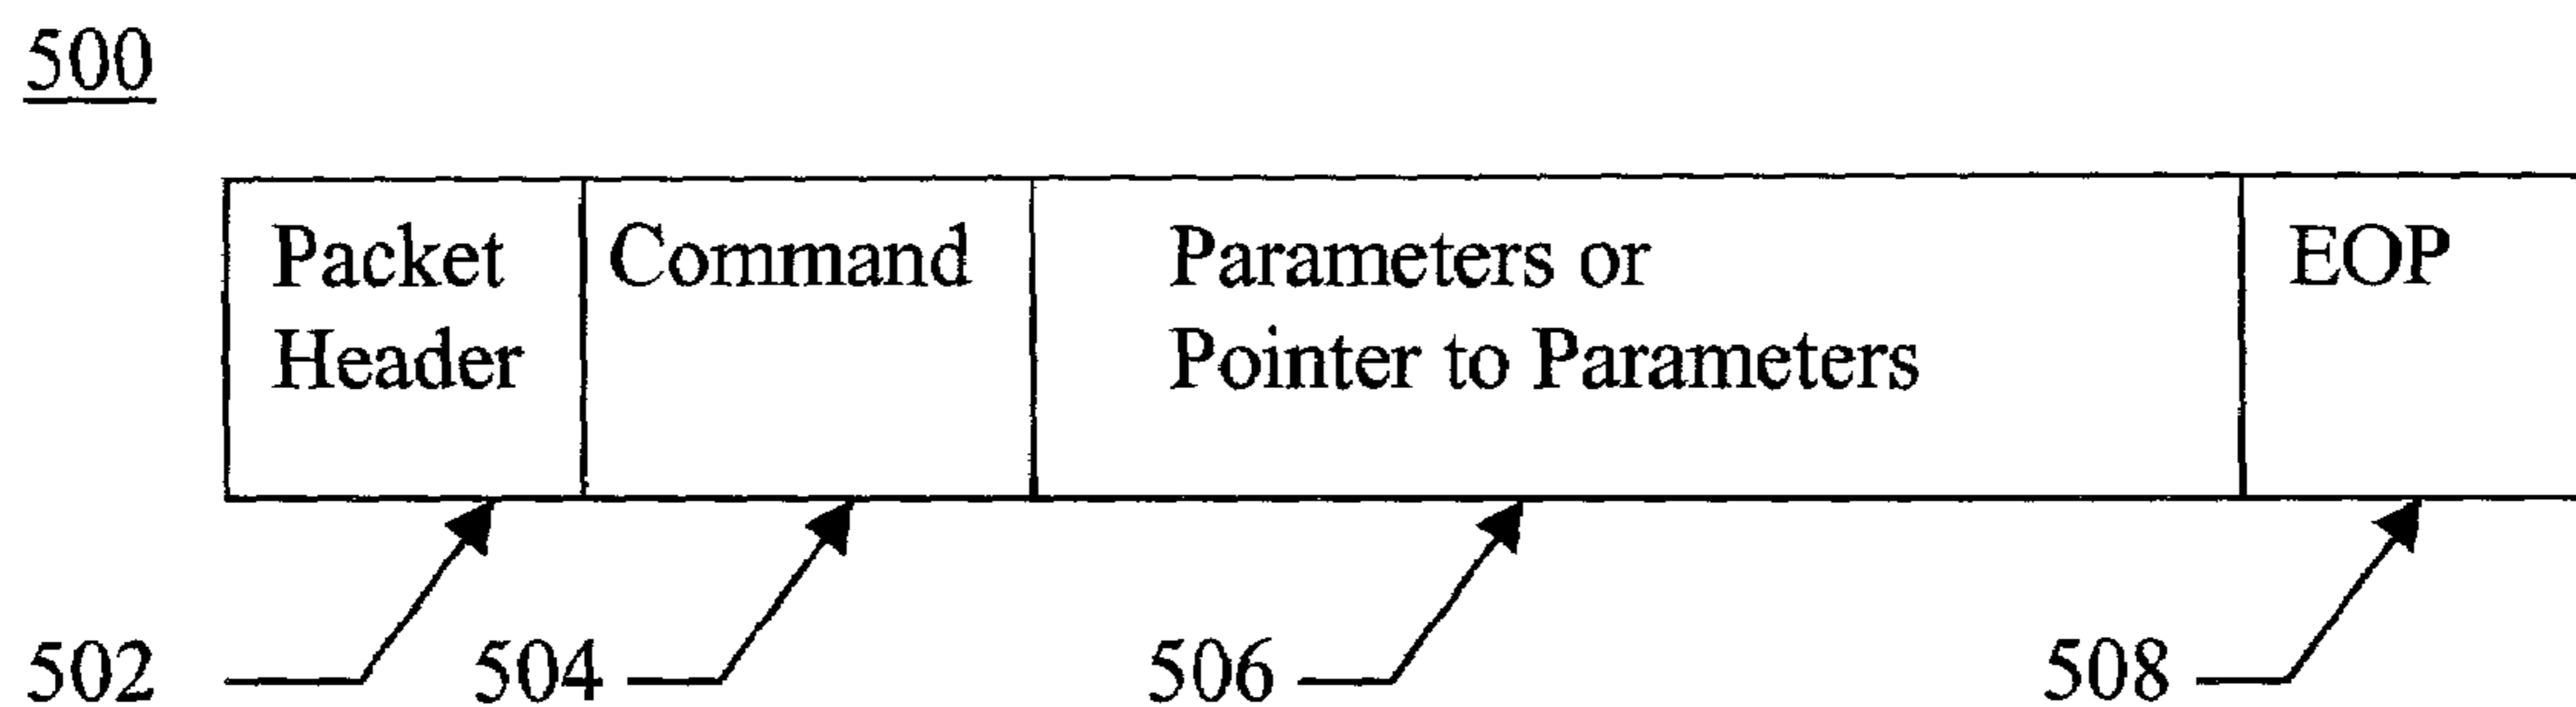 500
Packet
Header
Command
Parameters or
Pointer to Parameters
EOP
502
504
506
508